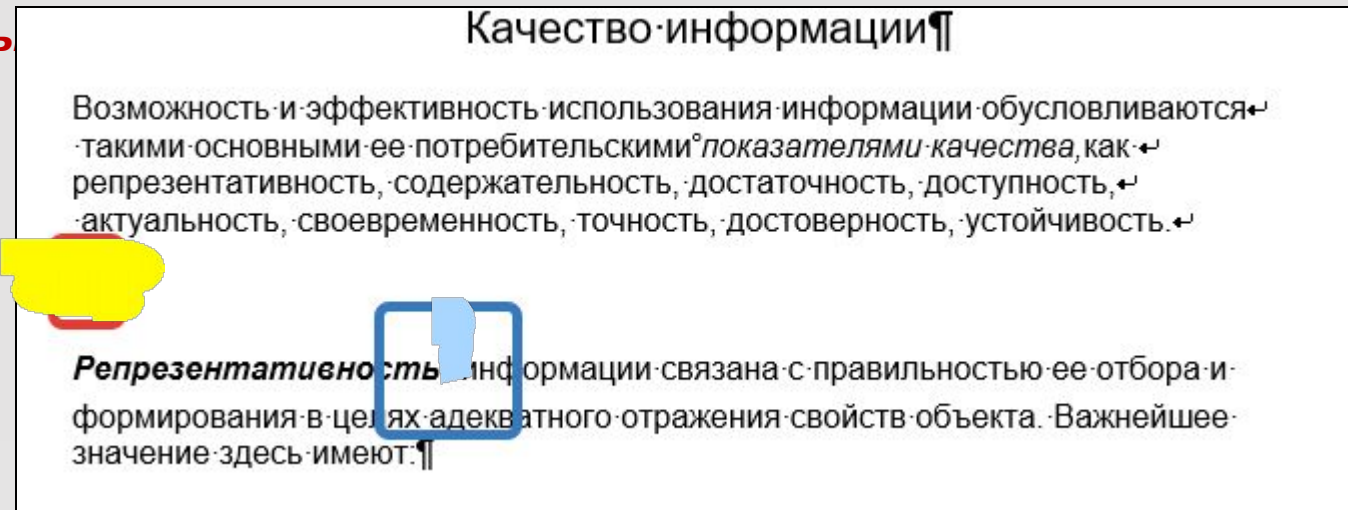 Качество·информации¶
Возможность·и·эффективность·использования·информации·обусловливаются↵
·такими·основными·ее·потребительскими°показателями·качества,как·↵
репрезентативность,·содержательность,·достаточность,·доступность,↵
·актуальность,·своевременность,·точность,·достоверность,·устойчивость.↵
Репрезентативность информации·связана·с·правильностью·ее·отбора·и·
формирования·в·целях·адекватного·отражения·свойств·объекта.·Важнейшее·
значение·здесь·имеют:¶